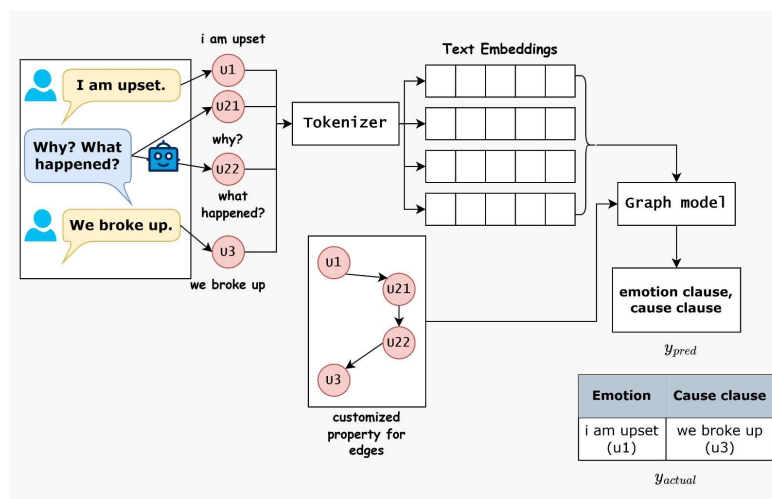 i am upset
I am upset.
u1
u21
Why? What
happened?
why?
u22
what
happened?
We broke up.
u3
we broke up
Tokenizer
Text Embeddings
Graph model
emotion clause,
cause clause
y_pred
u1
u21
u22
u3
customized
property for
edges
Emotion Cause clause
i am upset we broke up
(u1) (u3)
y_actual